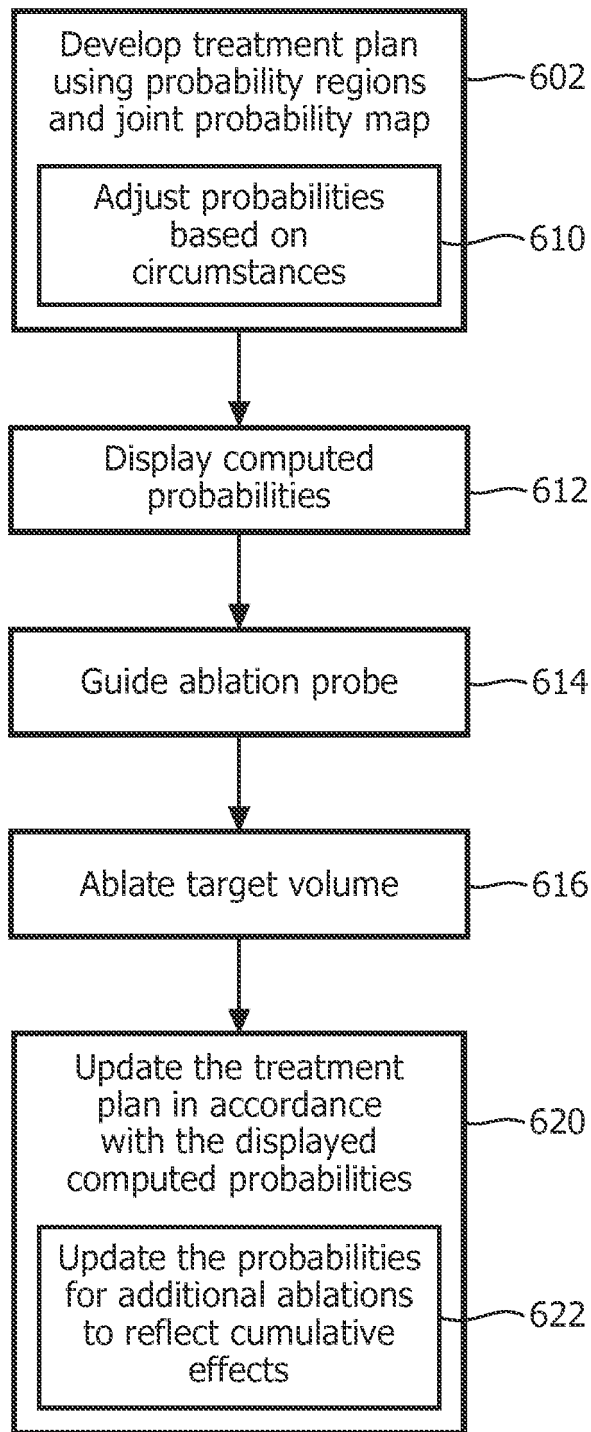 Develop treatment plan
using probability regions
and joint probability map
602
Adjust probabilities
based on
circumstances
610
Display computed
probabilities
612
Guide ablation probe
614
Ablate target volume
616
Update the treatment
plan in accordance
with the displayed
computed probabilities
620
Update the probabilities
for additional ablations
to reflect cumulative
effects
622